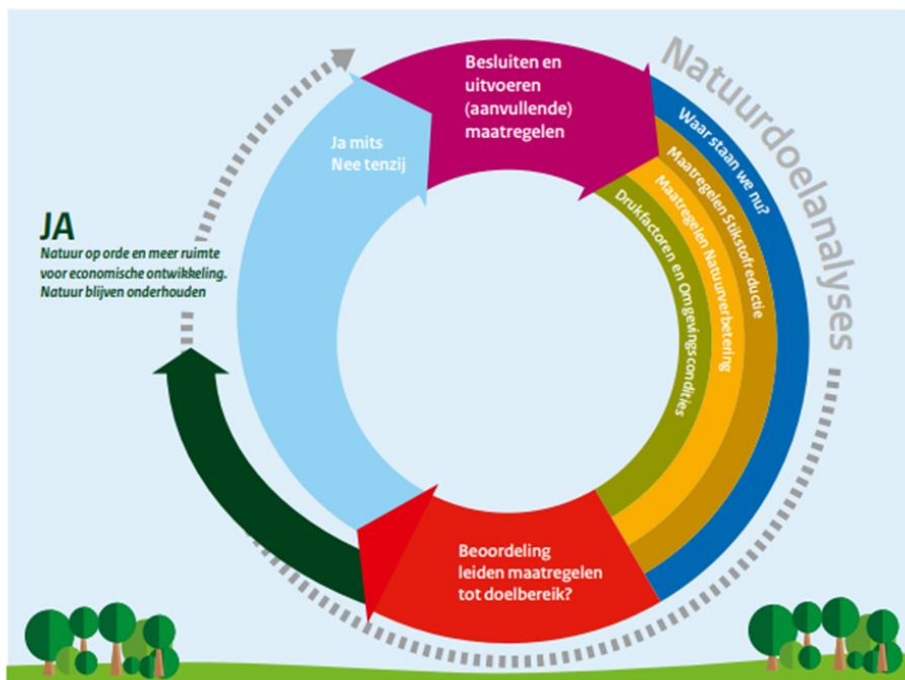 Natuurdoelanalyses
Besluiten en
uitvoeren
(aanvullende)
maatregelen
Waar staan we nu?
Maatregelen Stikstofreductie
Maatregelen Natuurverbetering
Drukfactoren en Omgevingscondities
Ja mits
Nee tenzij
JA
Natuur op orde en meer ruimte
voor economische ontwikkeling.
Natuur blijven onderhouden
Beoordeling
leiden maatregelen
tot doelbereik?